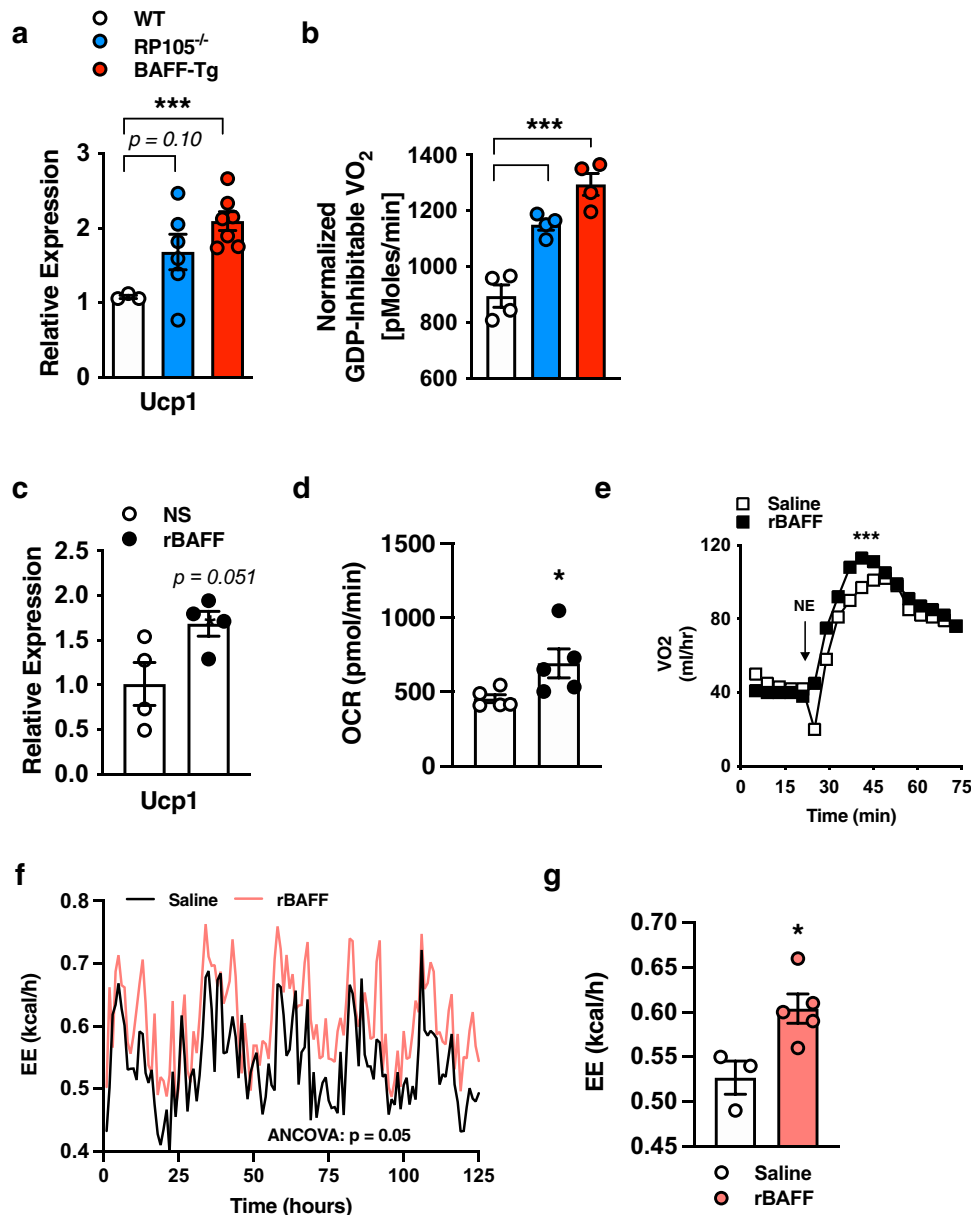 a
WT
RP105-/-
BAFF-Tg
***
p = 0.10
3
2
1
0
Relative Expression
Ucp1
b
***
1400
1200
1000
800
600
Normalized
GDP-Inhibitable VO2
[pMoles/min]
c
NS
rBAFF
p = 0.051
2.5
2.0
1.5
1.0
0.5
0.0
Relative Expression
Ucp1
d
1500
1000
500
0
OCR (pmol/min)
*
e
Saline
rBAFF
***
NE
120
80
40
0
VO2
(ml/hr)
0 15 30 45 60 75
Time (min)
f
Saline rBAFF
0.8
0.7
0.6
0.5
0.4
EE (kcal/h)
ANCOVA: p = 0.05
0 25 50 75 100 125
Time (hours)
g
0.70
0.65
0.60
0.55
0.50
0.45
EE (kcal/h)
*
Saline
rBAFF